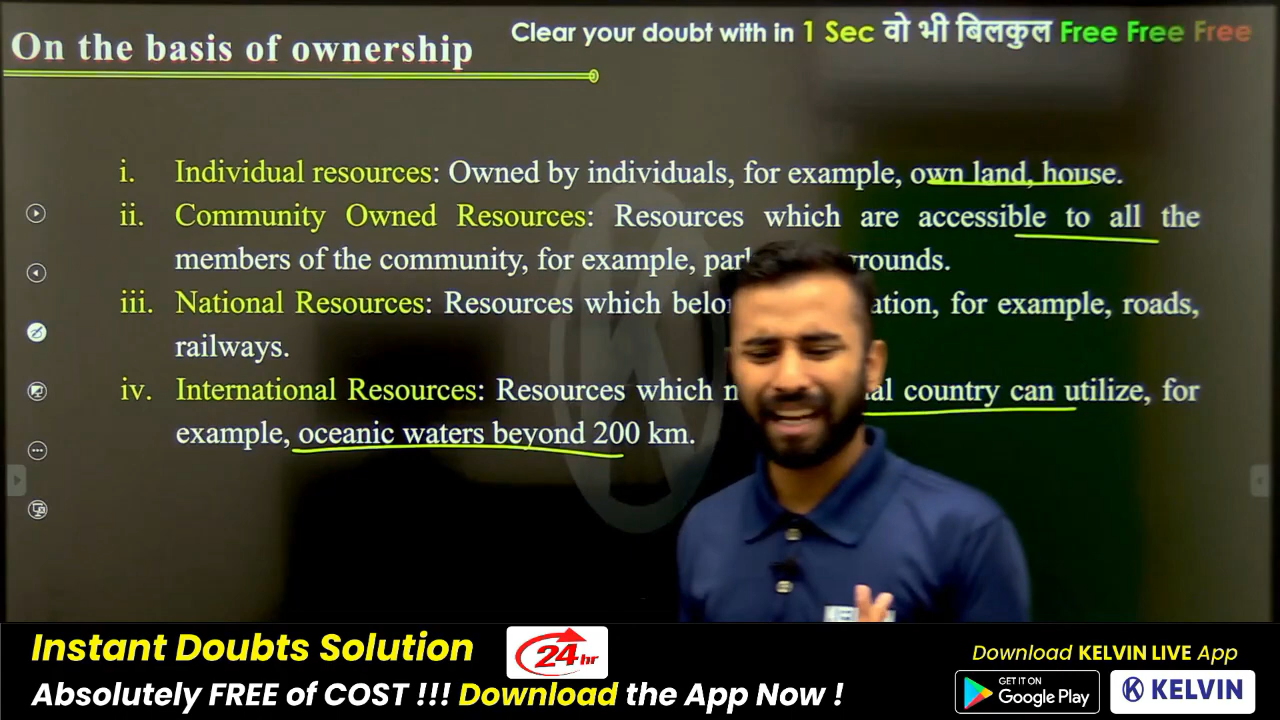 On the basis of ownership
Clear your doubt with in 1 Sec वो भी बिलकुल Free Free Free
i. Individual resources: Owned by individuals, for example, own land, house.
ii. Community Owned Resources: Resources which are accessible to all the
members of the community, for example,
iii. National Resources: Resources which for example, roads,
railways.
iv. International Resources: Resources which country can utilize, for
example, oceanic waters beyond 200 km.
Instant Doubts Solution
24hr
Download KELVIN LIVE App
Absolutely FREE of COST !!! Download the App Now !
GET IT ON
Google Play
KELVIN